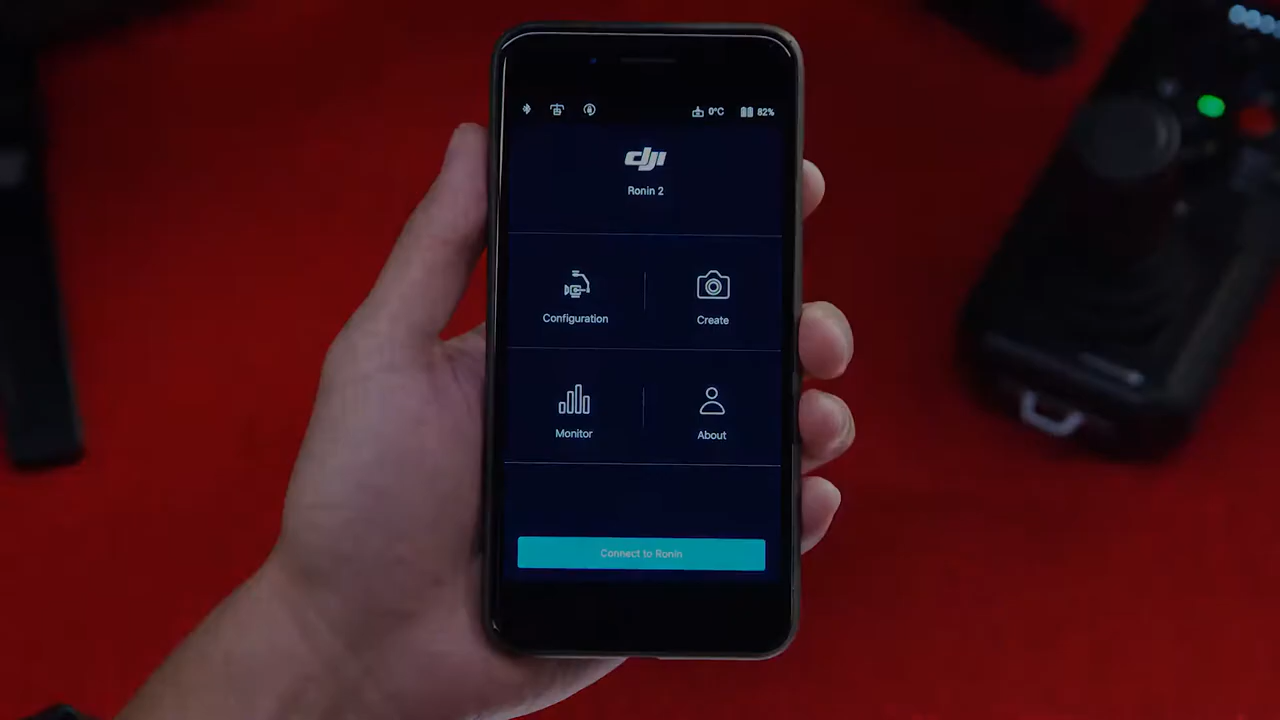 0°C 82%
dji
Ronin 2
Configuration
Create
Monitor
About
Connect to Ronin